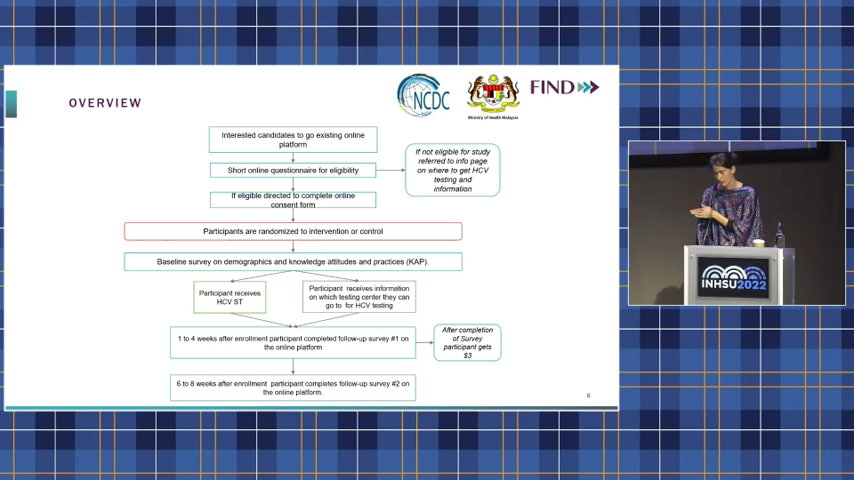 OVERVIEW
NCDC
Ministry of Health Malaysia
FIND
Interested candidates to go existing online
platform
Short online questionnaire for eligibility
If not eligible for study
referred to info page
on where to get HCV
testing and
information
If eligible directed to complete online
consent form
Participants are randomized to intervention or control
Baseline survey on demographics and knowledge attitudes and practices (KAP).
Participant receives
HCV ST
Participant receives information
on which testing center they can
go to for HCV testing
1 to 4 weeks after enrollment participant completed follow-up survey #1 on
the online platform
After completion
of Survey
participant gets
$3
6 to 8 weeks after enrollment participant completes follow-up survey #2 on
the online platform.
6
INHSU2022